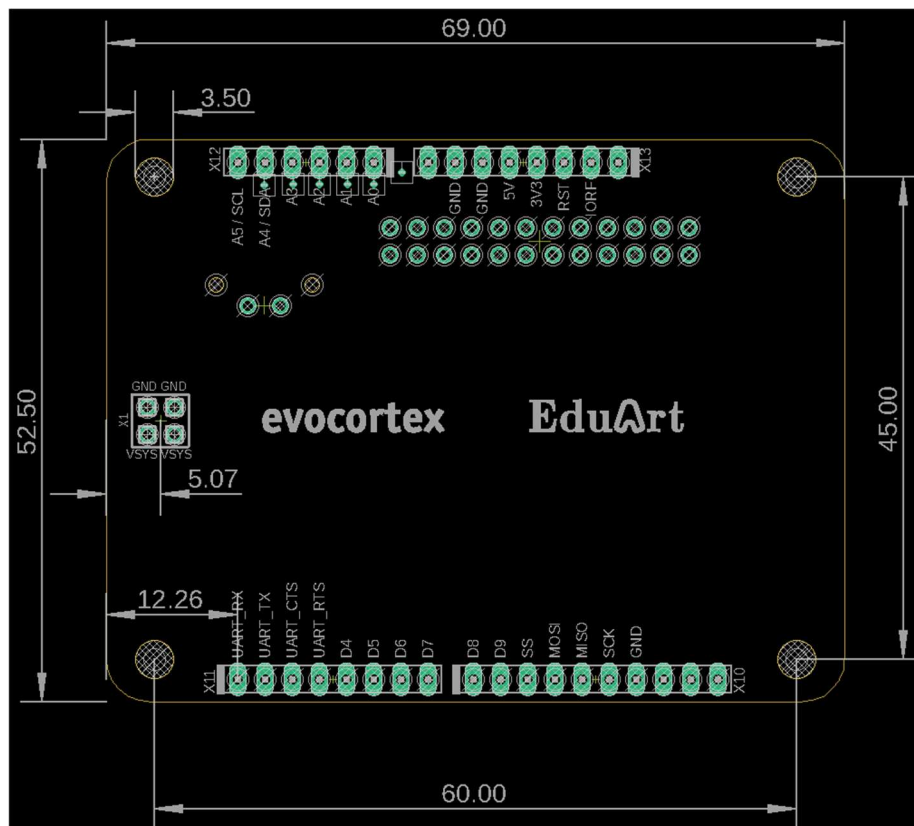 69.00
3.50
X12
X13
A5 / SCL
A4 / SDA
A3
A2
A1
A0
GND
GND
5V
3V3
RST
IORF
52.50
45.00
GND GND
X1
VSYS VSYS
evocortex
EduArt
5.07
12.26
UART_RX
UART_TX
UART_CTS
UART_RTS
D4
D5
D6
D7
D8
D9
SS
MOSI
MISO
SCK
GND
X11
X10
60.00